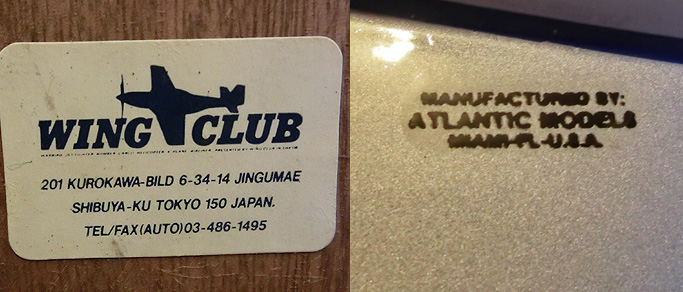 WING CLUB
201 KUROKAWA-BILD 6-34-14 JINGUMAE
SHIBUYA-KU TOKYO 150 JAPAN.
TEL/FAX(AUTO)03-486-1495
MANUFACTURED BY:
ATLANTIC MODELS
MIAMI-FL-U.S.A.